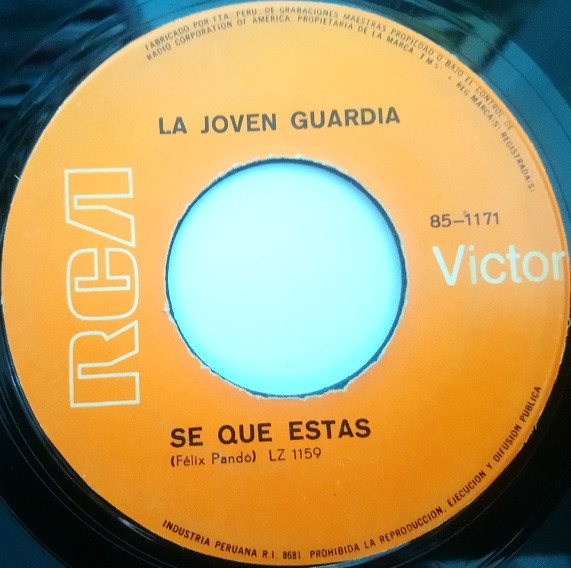 FABRICADO POR ITA. PERU. DE GRABACIONES MAESTRAS PROPIEDAD O BAJO EL CONTROL DE
RADIO CORPORATION OF AMERICA. PROPIETARIA DE LA MARCA. T M S: • REG MARCA(S) REGISTRADA(S)
LA JOVEN GUARDIA
85-1171
RCA
Victor
SE QUE ESTAS
(Félix Pandó) LZ 1159
INDUSTRIA PERUANA R.I. 8681. PROHIBIDA LA REPRODUCCION, EJECUCION Y DIFUSION PUBLICA